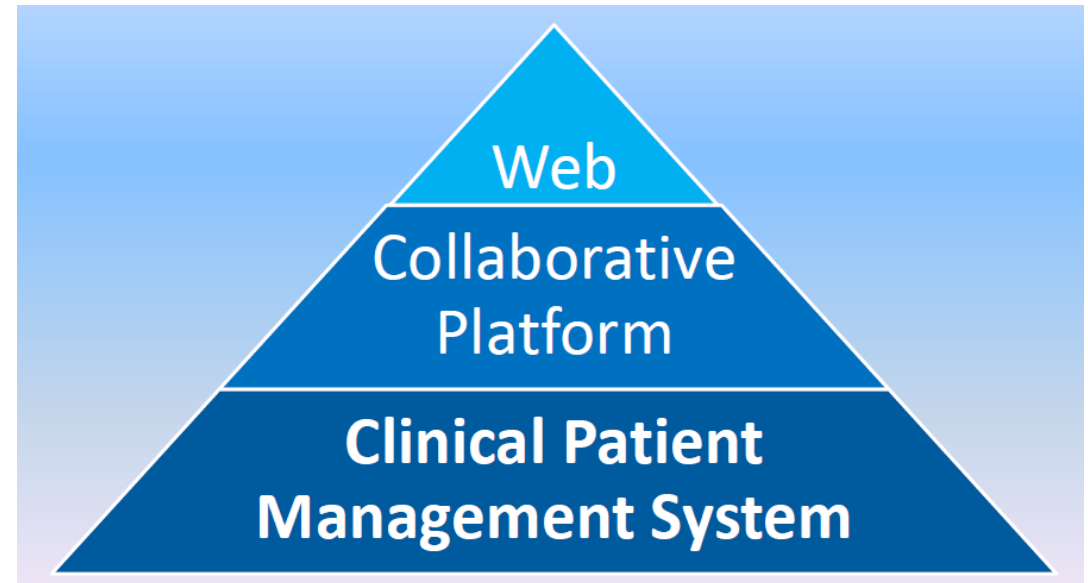 Web
Collaborative
Platform
Clinical Patient
Management System